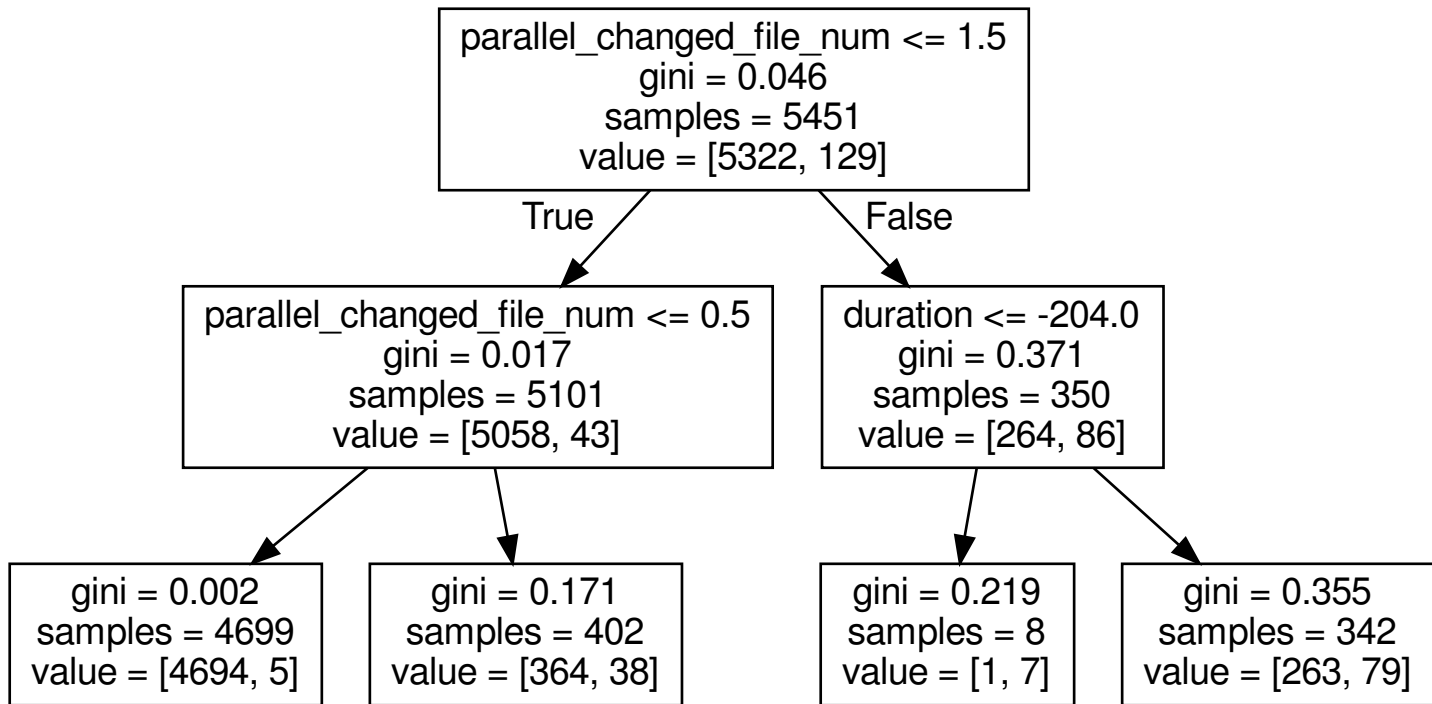 parallel_changed_file_num <= 1.5
gini = 0.046
samples = 5451
value = [5322, 129]
True
False
parallel_changed_file_num <= 0.5
gini = 0.017
samples = 5101
value = [5058, 43]
duration <= -204.0
gini = 0.371
samples = 350
value = [264, 86]
gini = 0.002
samples = 4699
value = [4694, 5]
gini = 0.171
samples = 402
value = [364, 38]
gini = 0.219
samples = 8
value = [1, 7]
gini = 0.355
samples = 342
value = [263, 79]